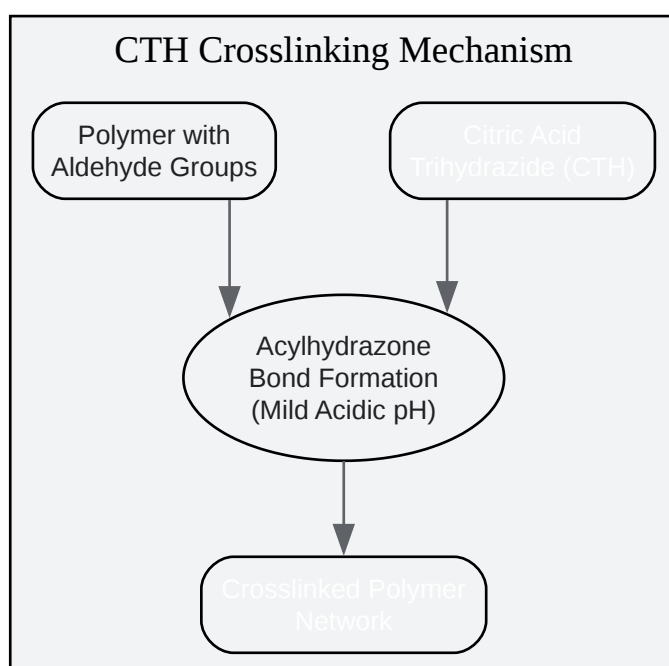 CTH Crosslinking Mechanism
Polymer with
Aldehyde Groups
Citric Acid
Trihydrazide (CTH)
Acylhydrazone
Bond Formation
(Mild Acidic pH)
Crosslinked Polymer
Network